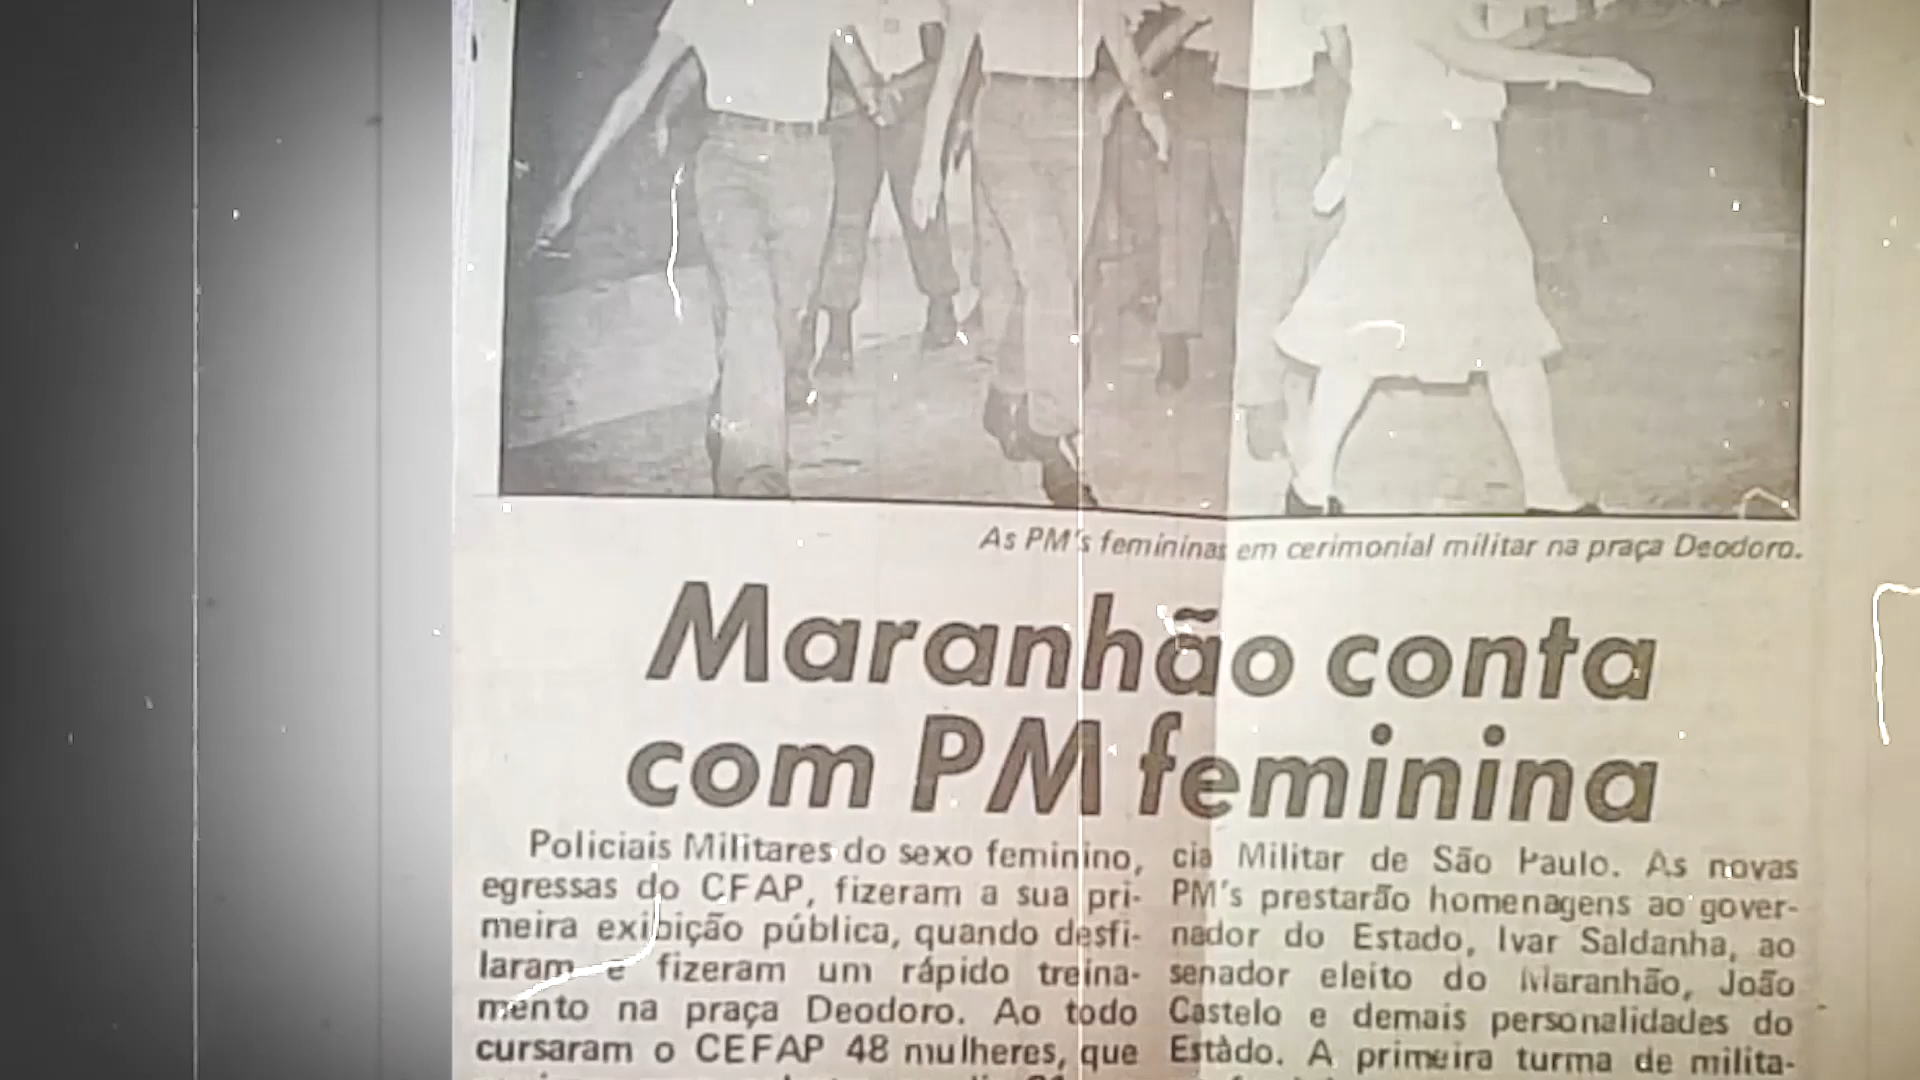 As PM's femininas em cerimonial militar na praça Deodoro.
Maranhão conta
com PM feminina
Policiais Militares do sexo feminino,
egressas do CFAP, fizeram a sua pri-
meira exibição pública, quando desfi-
laram e fizeram um rápido treina-
mento na praça Deodoro. Ao todo
cursaram o CEFAP 48 mulheres, que
cia Militar de São Paulo. As novas
PM's prestarão homenagens ao gover-
nador do Estado, Ivar Saldanha, ao
senador eleito do Maranhão, João
Castelo e demais personalidades do
Estado. A primeira turma de milita-